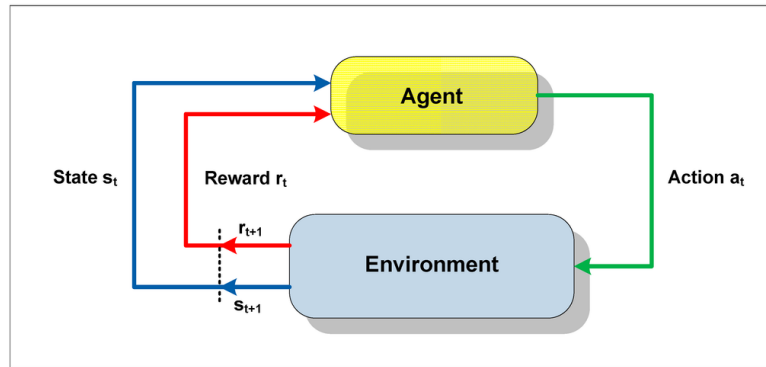 Agent
State sₜ
Reward rₜ
Action aₜ
rₜ₊₁
Environment
sₜ₊₁